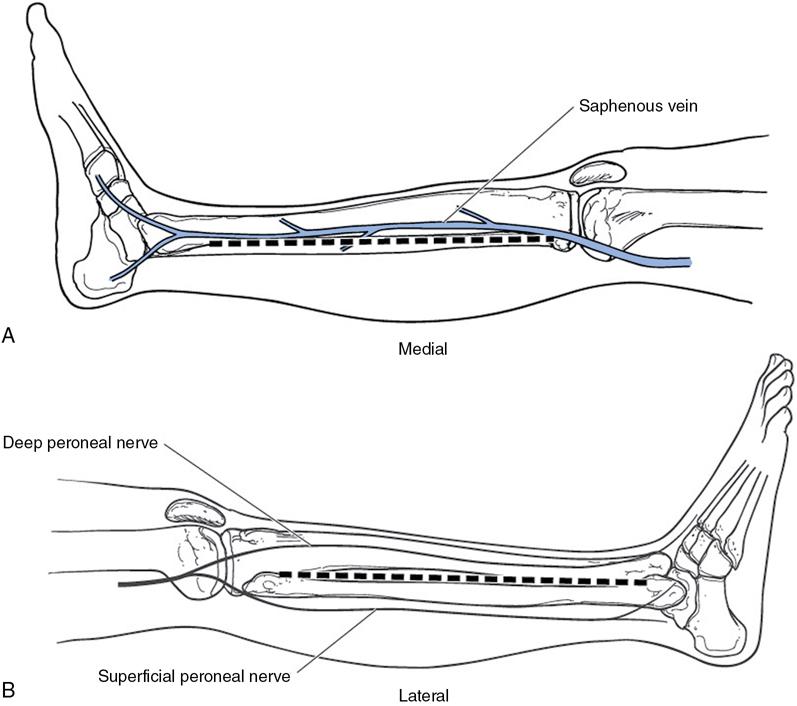 Saphenous vein
A
Medial
Deep peroneal nerve
Superficial peroneal nerve
B
Lateral